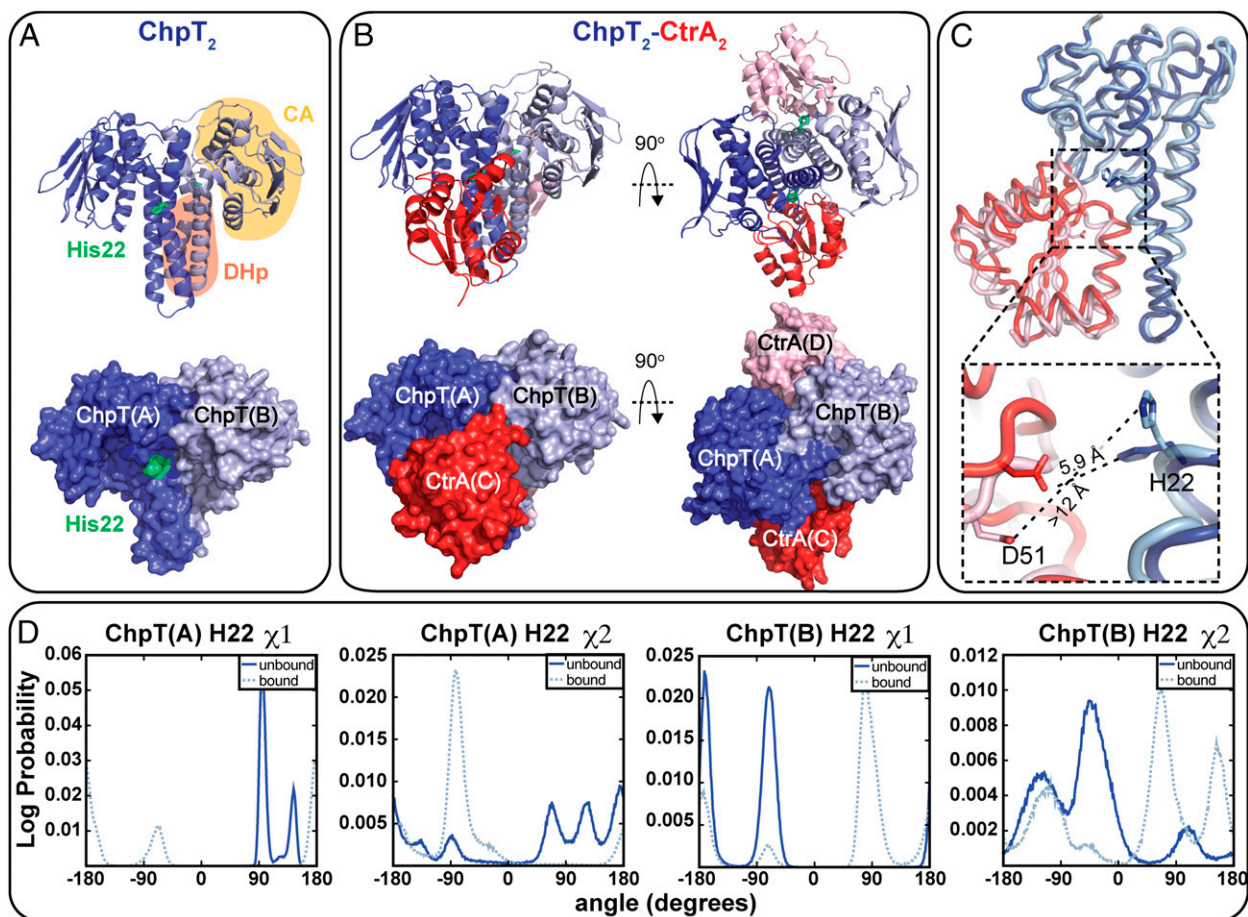 A
ChpT2
CA
His22
DHp
ChpT(A)
ChpT(B)
His22
B
ChpT2-CtrA2
90o
90o
ChpT(A)
ChpT(B)
CtrA(C)
CtrA(D)
ChpT(B)
ChpT(A)
CtrA(C)
C
5.9 Å
>12 Å
H22
D51
D
ChpT(A) H22 χ1
unbound
bound
0.06
0.05
0.04
0.03
0.02
0.01
-180 -90 0 90 180
ChpT(A) H22 χ2
unbound
bound
0.025
0.020
0.015
0.010
0.005
-180 -90 0 90 180
ChpT(B) H22 χ1
unbound
bound
0.025
0.020
0.015
0.010
0.005
-180 -90 0 90 180
ChpT(B) H22 χ2
unbound
bound
0.012
0.010
0.008
0.006
0.004
0.002
-180 -90 0 90 180
Log Probability
angle (degrees)